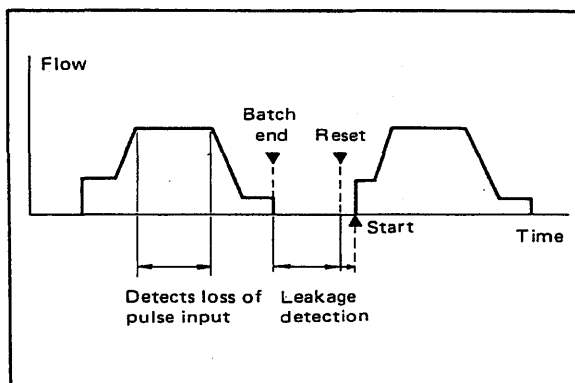 Flow
Batch
end
Reset
Start
Time
Detects loss of
pulse input
Leakage
detection